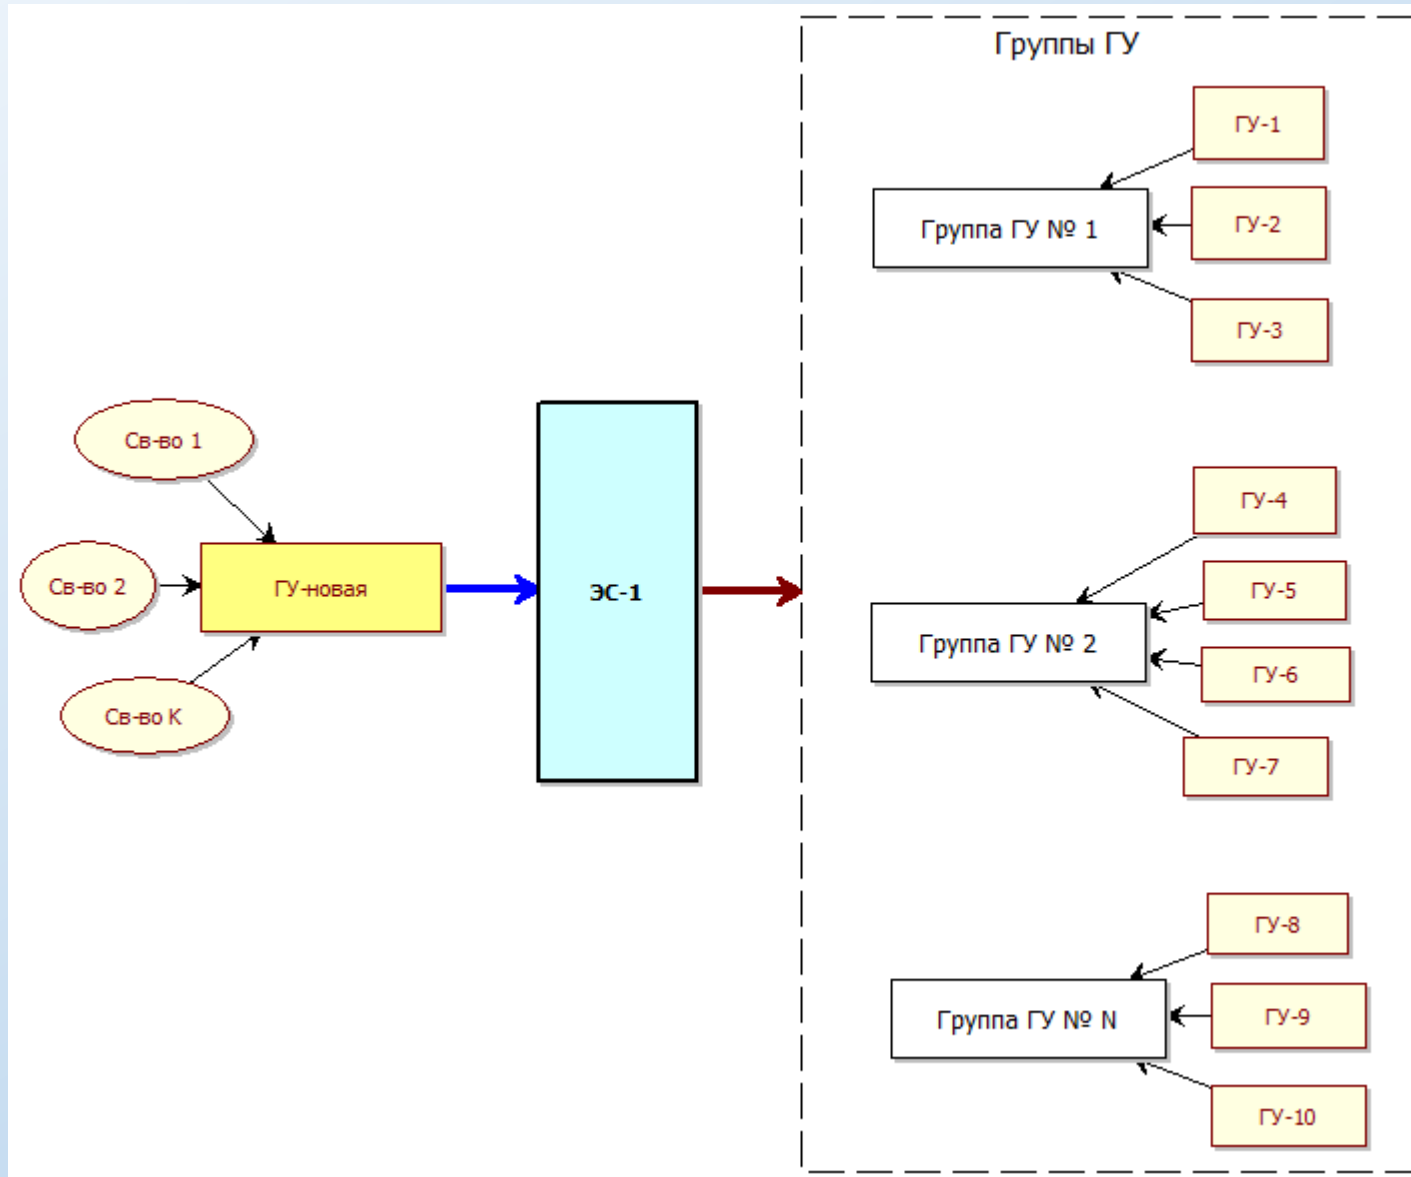 Группы ГУ
ГУ-1
ГУ-2
Группа ГУ № 1
ГУ-3
Св-во 1
Св-во 2
Св-во К
ГУ-новая
ЭС-1
ГУ-4
ГУ-5
Группа ГУ № 2
ГУ-6
ГУ-7
ГУ-8
ГУ-9
Группа ГУ № N
ГУ-10